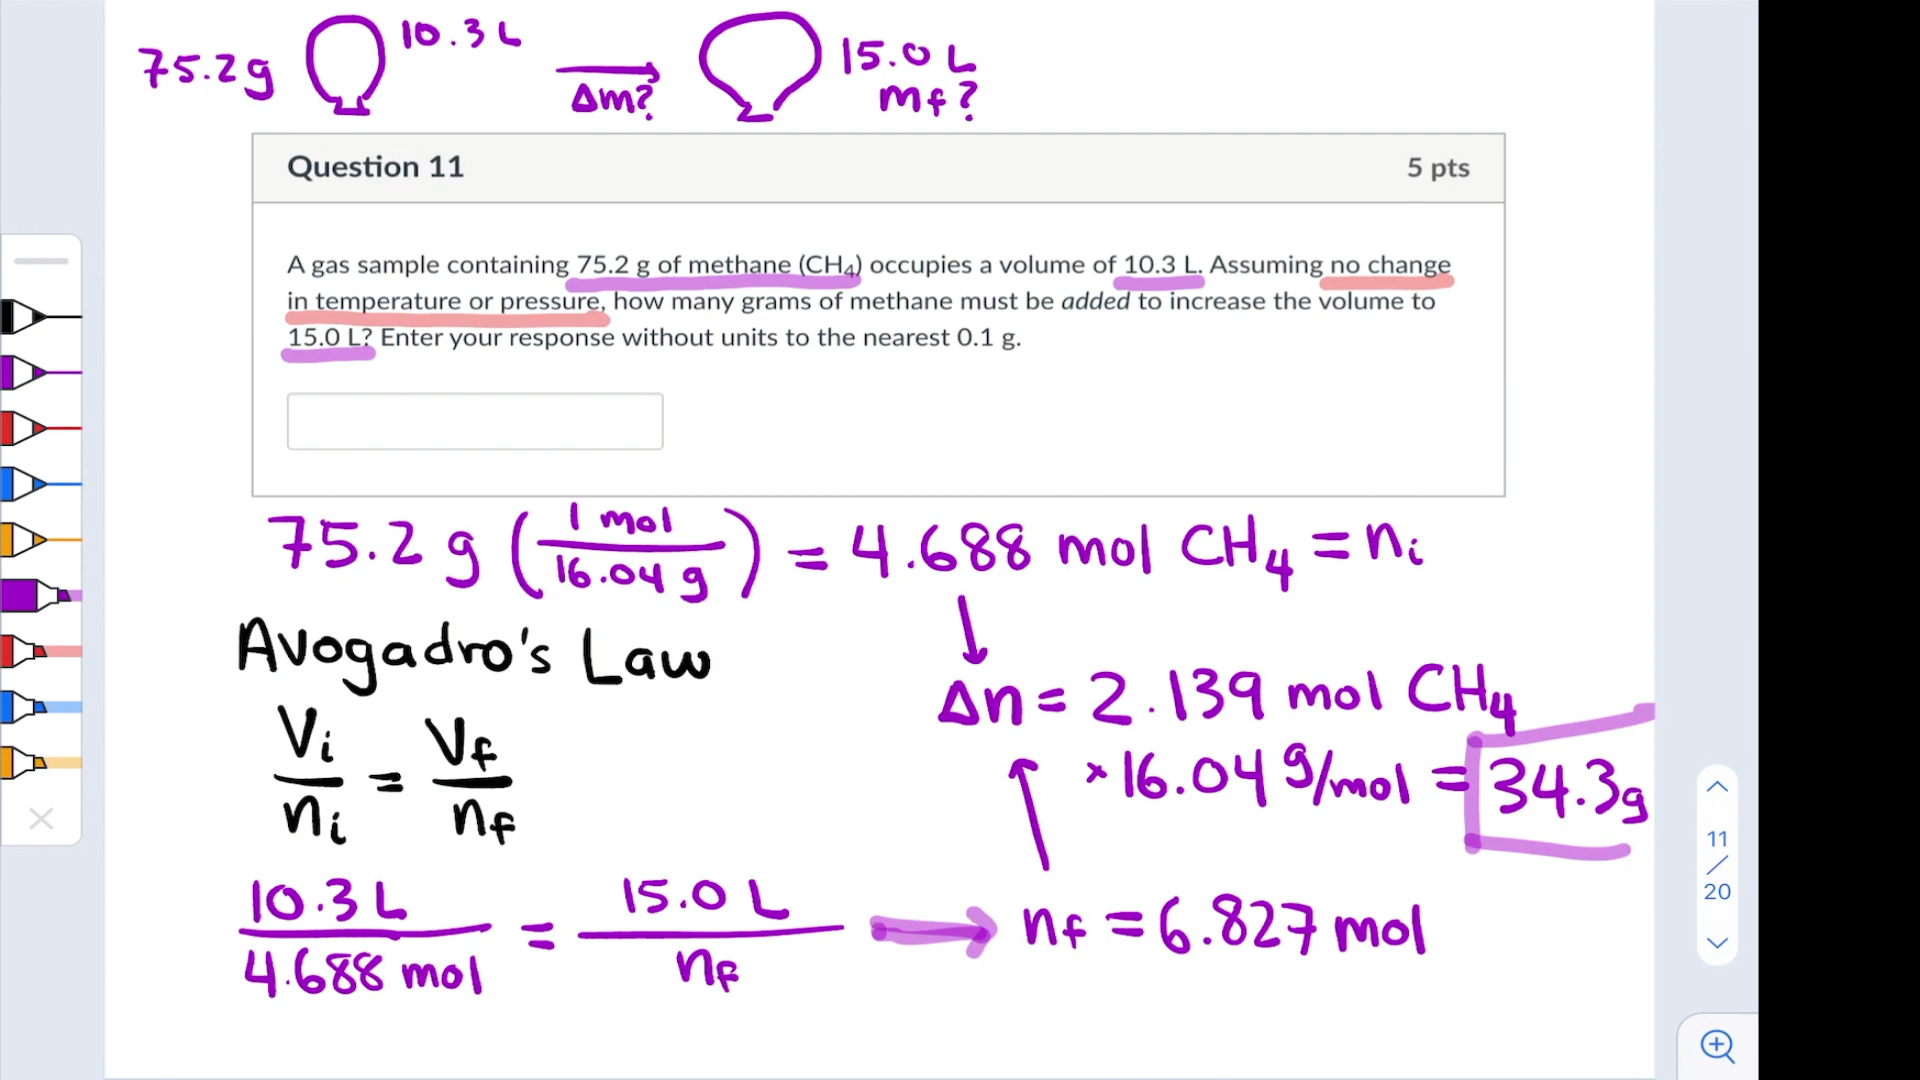 75.2g 10.3 L Δm? 15.0 L
mf?
Question 11 5 pts
A gas sample containing 75.2 g of methane (CH4) occupies a volume of 10.3 L. Assuming no change
in temperature or pressure, how many grams of methane must be added to increase the volume to
15.0 L? Enter your response without units to the nearest 0.1 g.
75.2 g (1 mol / 16.04 g) = 4.688 mol CH4 = ni
Avogadro's Law
Vi / ni = Vf / nf
Δn = 2.139 mol CH4
×16.04 g/mol = 34.3g
10.3 L / 4.688 mol = 15.0 L / nf
nf = 6.827 mol
11 / 20